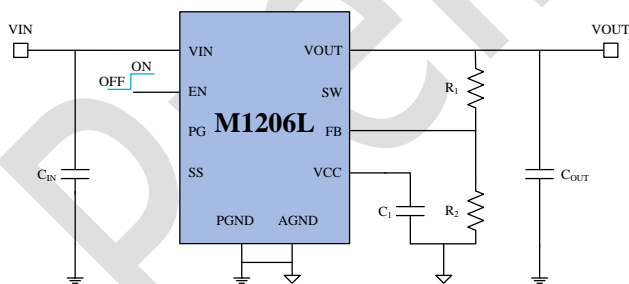 VIN
VOUT
ON
OFF
VIN
EN
PG
SS
M1206L
VOUT
SW
FB
VCC
PGND
AGND
R1
R2
C1
CIN
COUT